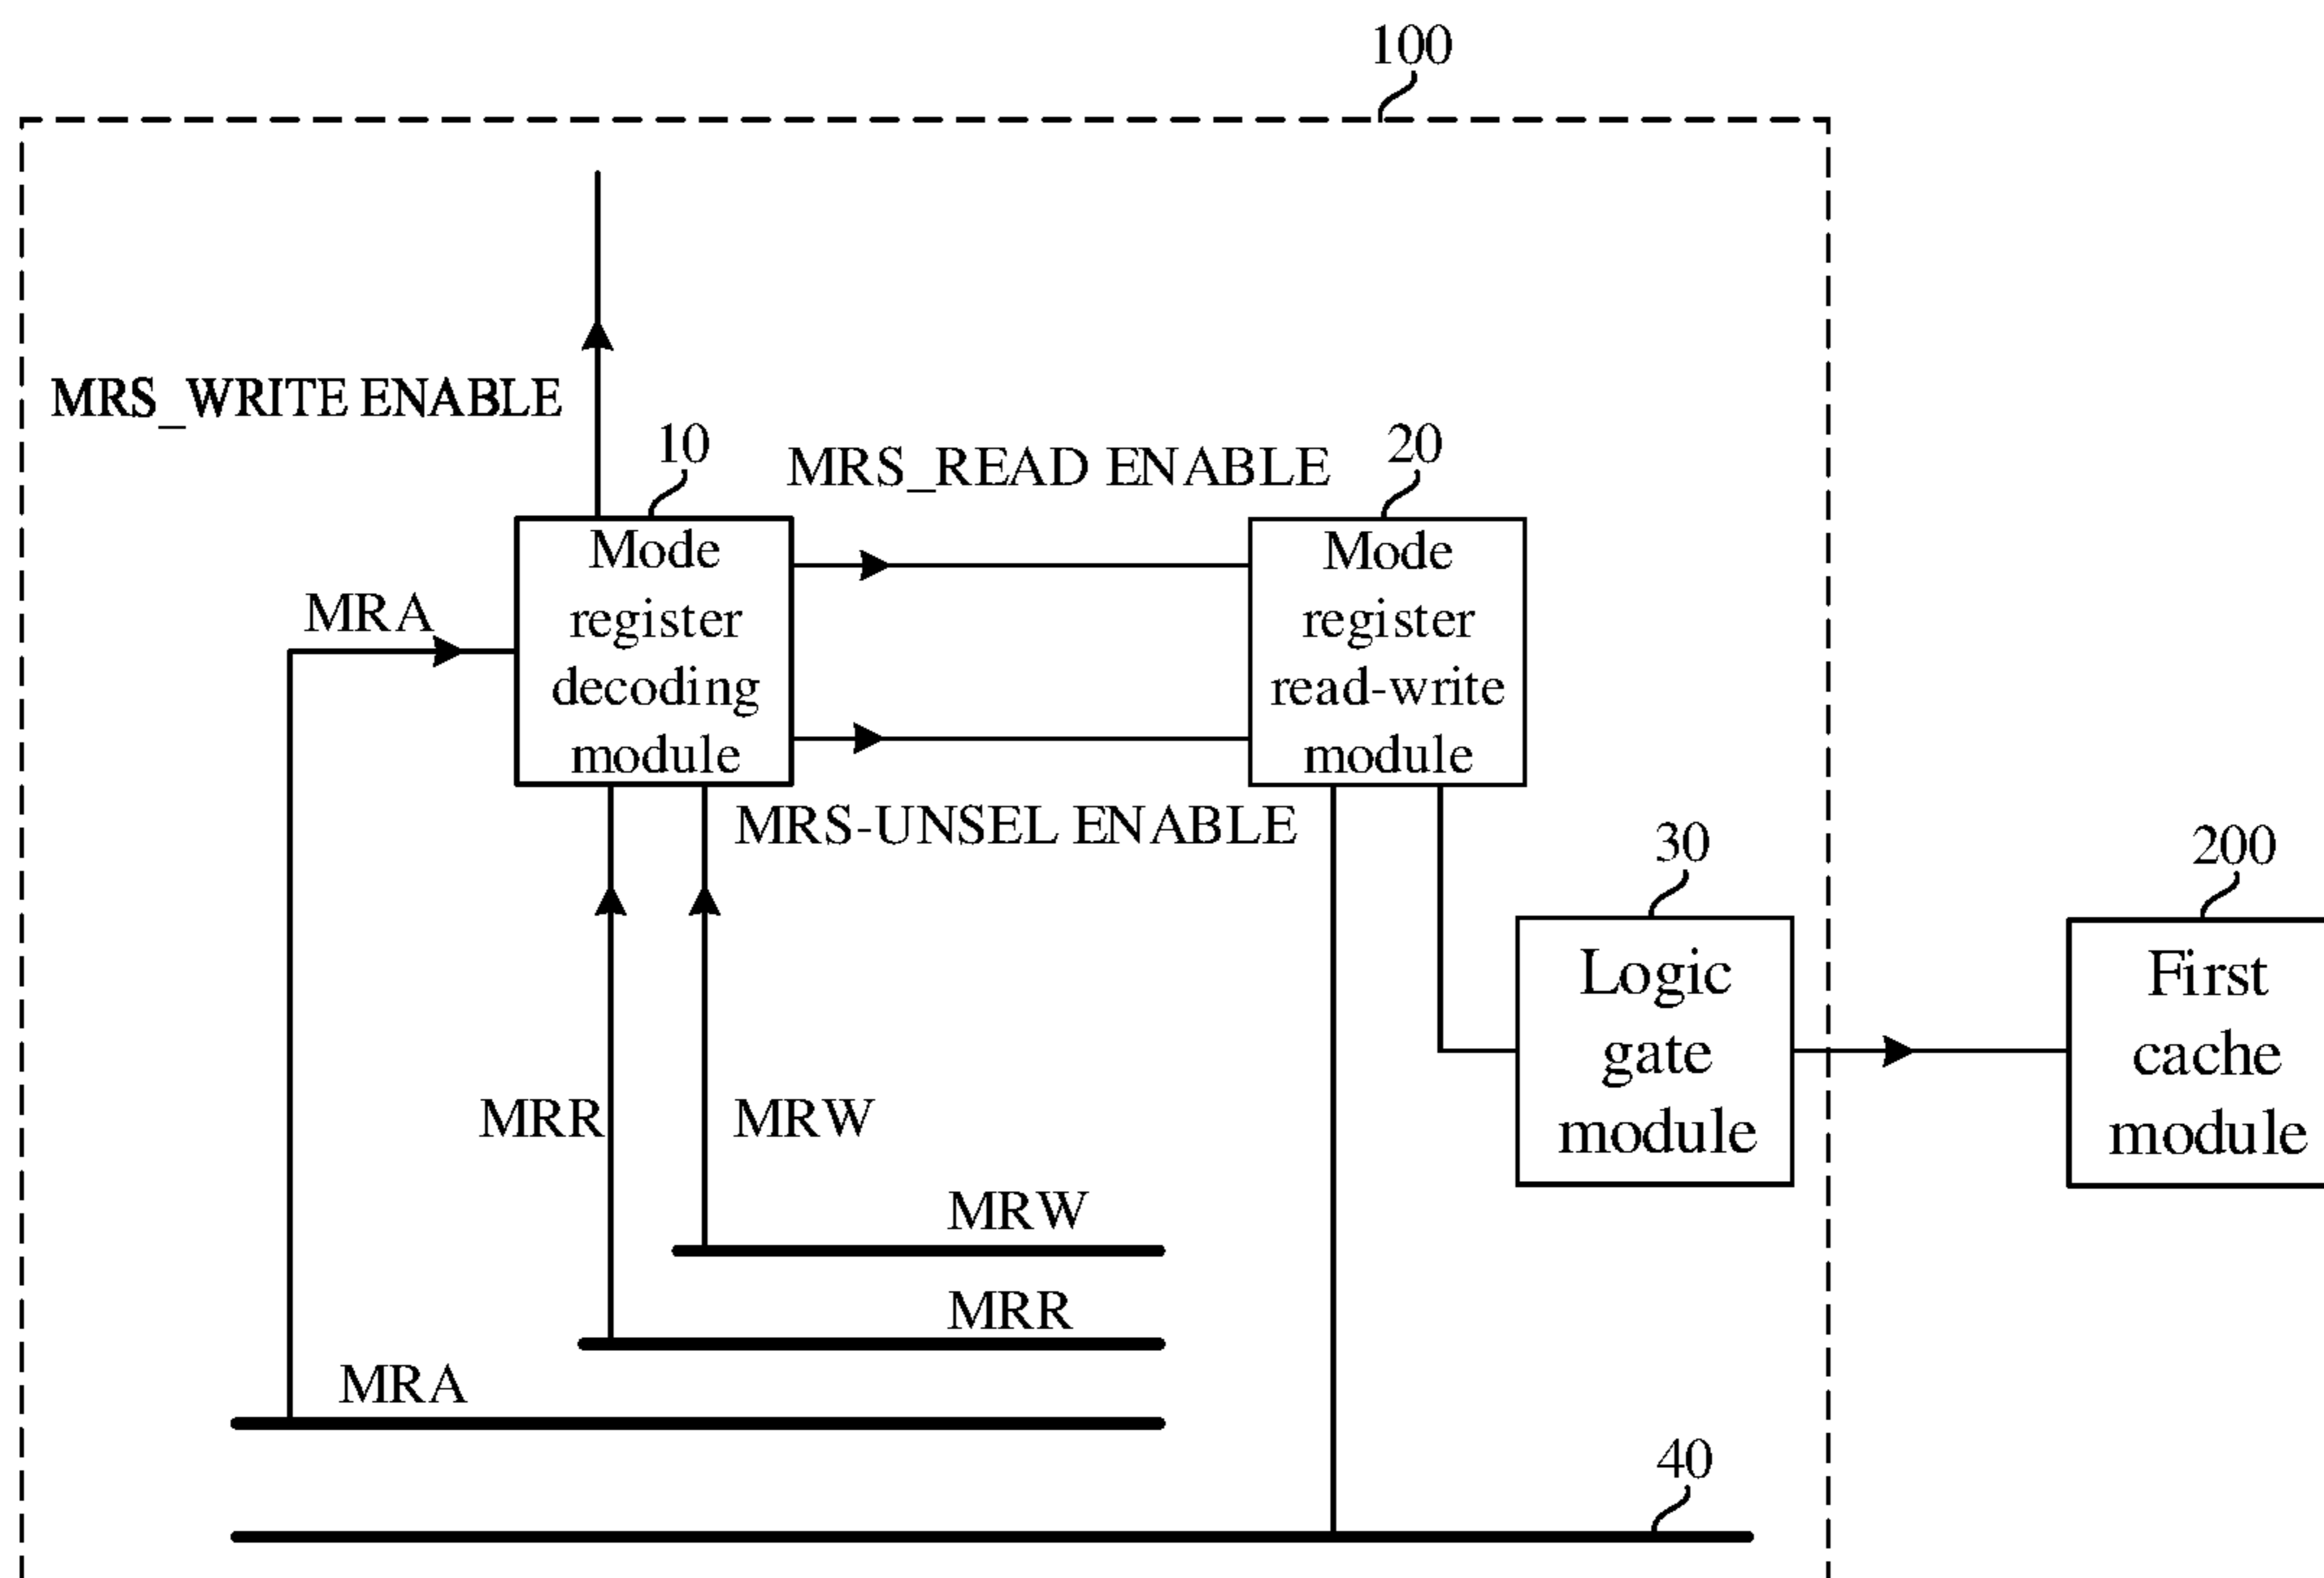 100
MRS_WRITE ENABLE
10
MRS_READ ENABLE
20
Mode
register
decoding
module
Mode
register
read-write
module
MRA
MRS-UNSEL ENABLE
30
200
Logic
gate
module
First
cache
module
MRR
MRW
MRW
MRR
MRA
40